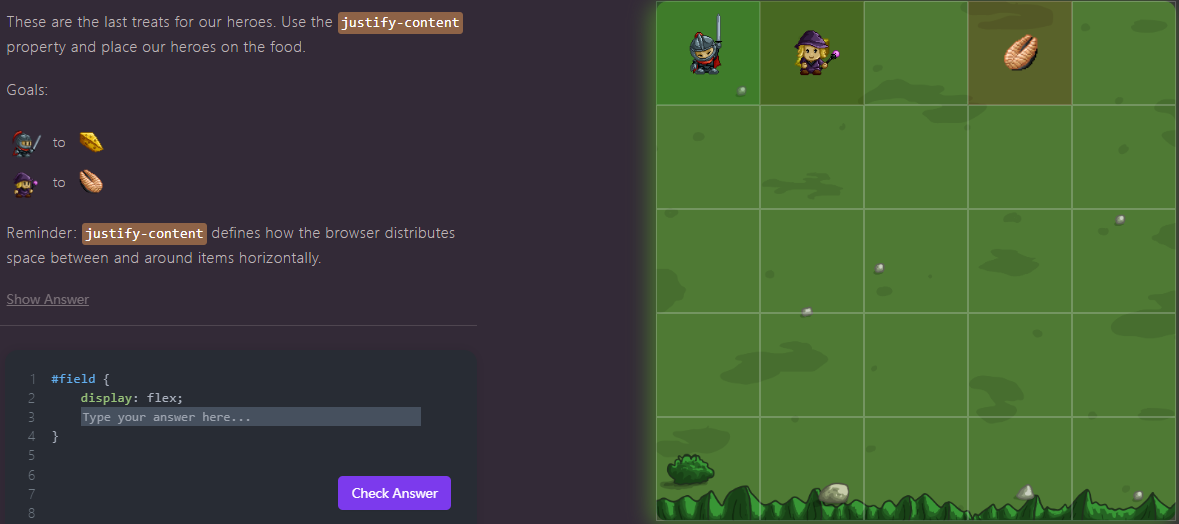 These are the last treats for our heroes. Use the justify-content
property and place our heroes on the food.
Goals:
to
to
Reminder: justify-content defines how the browser distributes
space between and around items horizontally.
Show Answer
1 #field {
2 display: flex;
3 Type your answer here...
4 }
5
6
7
8
Check Answer